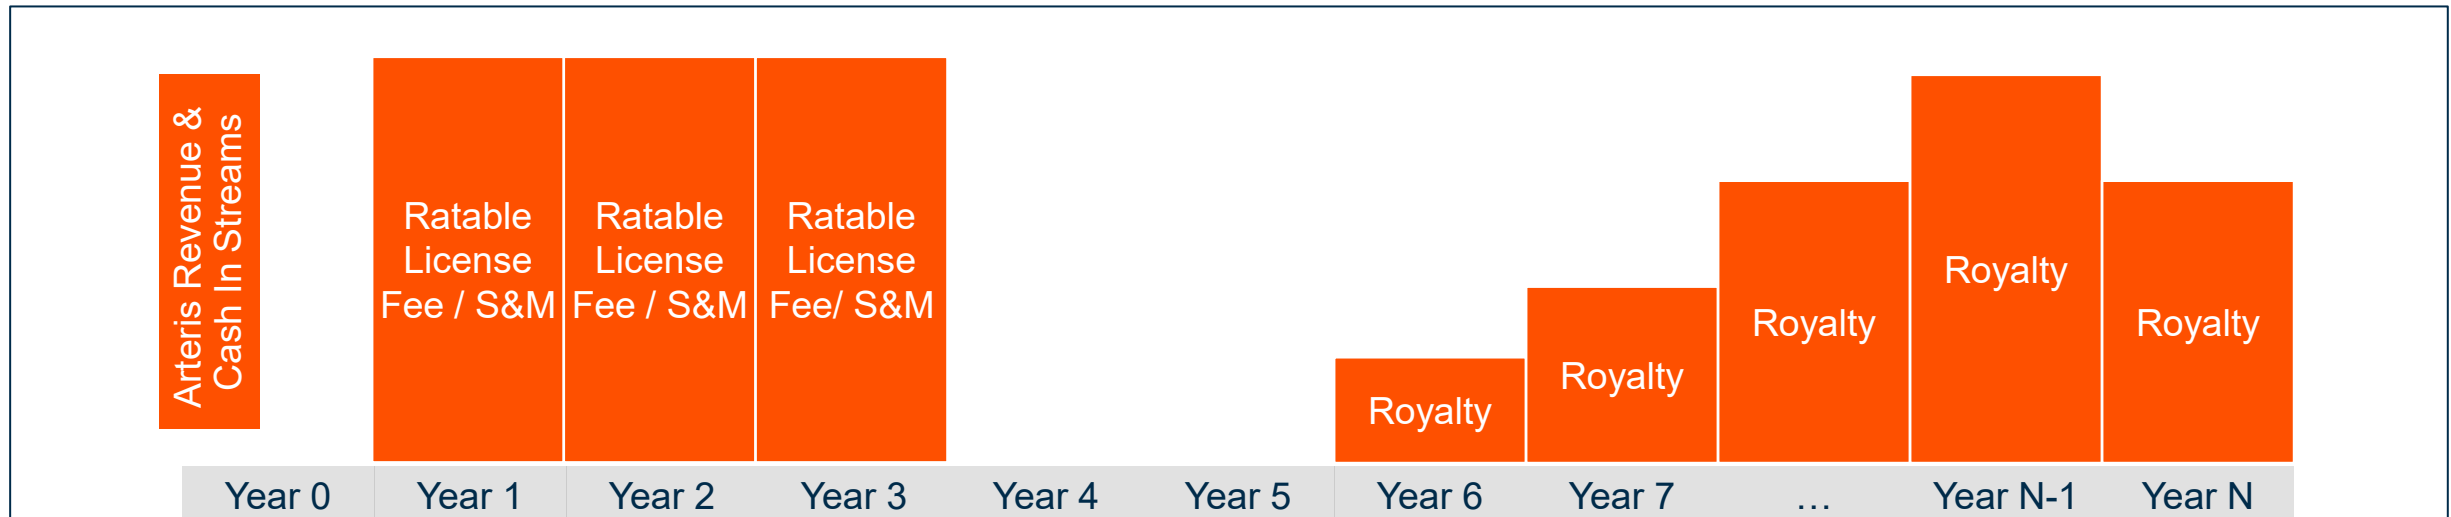 Arteris Revenue &
Cash In Streams
Ratable
License
Fee / S&M
Ratable
License
Fee / S&M
Ratable
License
Fee/ S&M
Royalty
Royalty
Royalty
Royalty
Royalty
Year 0
Year 1
Year 2
Year 3
Year 4
Year 5
Year 6
Year 7
…
Year N-1
Year N